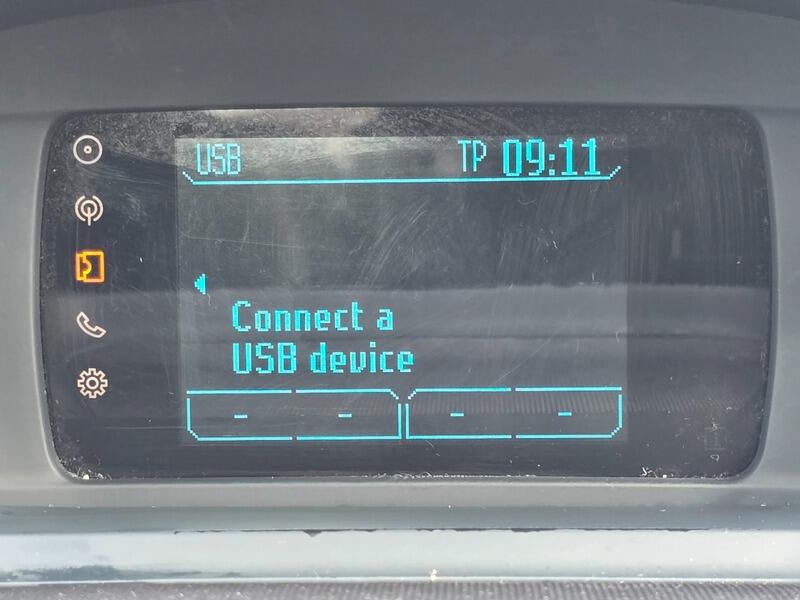 USB TP 09:11
Connect a
USB device
- - - -